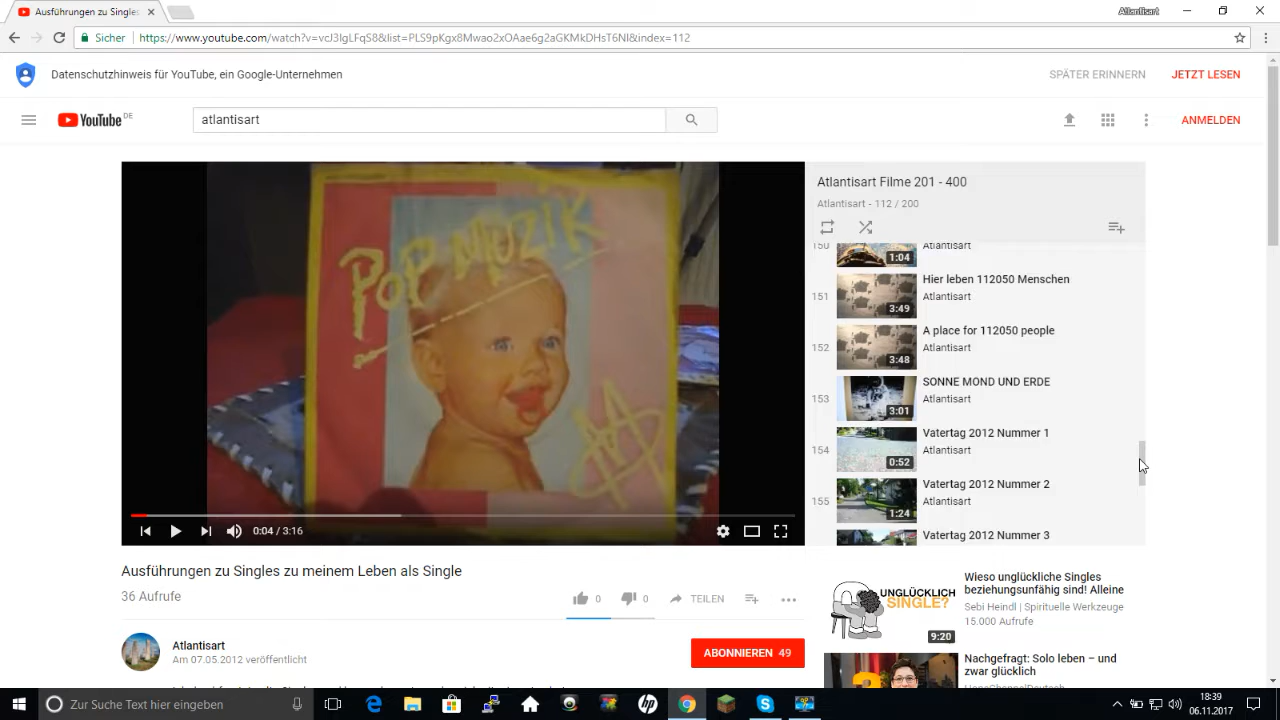 Ausführungen zu Singles
Atlantisart
Sicher
https://www.youtube.com/watch?v=vcJ3IgLFqS8&list=PLS9pKgx8Mwao2xOAae6g2aGKMkDHsT6NI&index=112
Datenschutzhinweis für YouTube, ein Google-Unternehmen
SPÄTER ERINNERN
JETZT LESEN
YouTube DE
atlantisart
ANMELDEN
Atlantisart Filme 201 - 400
Atlantisart - 112 / 200
150
1:04
Atlantisart
151
3:49
Hier leben 112050 Menschen
Atlantisart
152
3:48
A place for 112050 people
Atlantisart
153
3:01
SONNE MOND UND ERDE
Atlantisart
154
0:52
Vatertag 2012 Nummer 1
Atlantisart
155
1:24
Vatertag 2012 Nummer 2
Atlantisart
Vatertag 2012 Nummer 3
0:04 / 3:16
Ausführungen zu Singles zu meinem Leben als Single
36 Aufrufe
0
0
TEILEN
Atlantisart
Am 07.05.2012 veröffentlicht
ABONNIEREN 49
UNGLÜCKLICH
SINGLE?
9:20
Wieso unglückliche Singles
beziehungsunfähig sind! Alleine
Sebi Heindl | Spirituelle Werkzeuge
15.000 Aufrufe
Nachgefragt: Solo leben – und
zwar glücklich
HopeChannelDeutsch
Zur Suche Text hier eingeben
18:39
06.11.2017